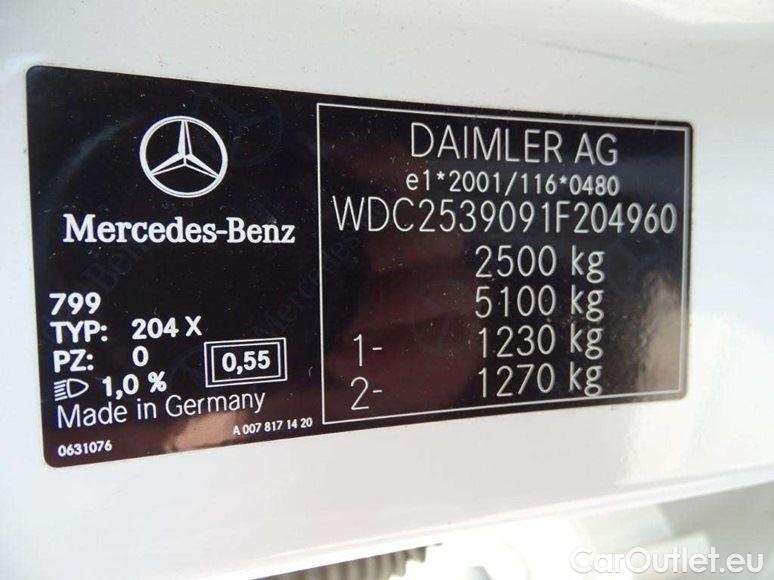 Mercedes-Benz
799
TYP: 204 X
PZ: 0
1,0 %
0,55
Made in Germany
0631076
A 007 817 14 20
DAIMLER AG
e1*2001/116*0480
WDC2539091F204960
2500 kg
5100 kg
1- 1230 kg
2- 1270 kg
CarOutlet.eu